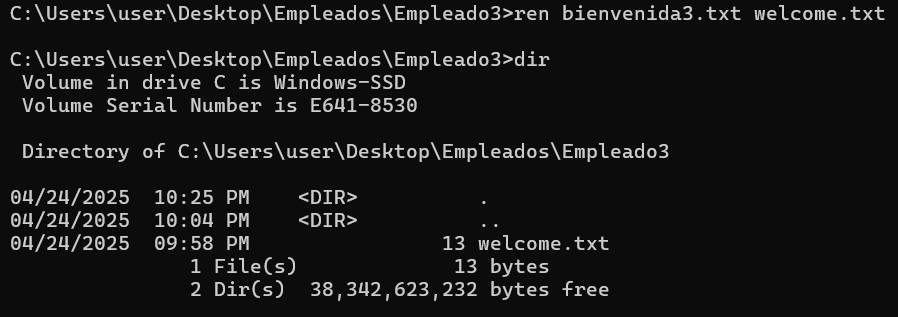 C:\Users\user\Desktop\Empleados\Empleado3>ren bienvenida3.txt welcome.txt
C:\Users\user\Desktop\Empleados\Empleado3>dir
 Volume in drive C is Windows-SSD
 Volume Serial Number is E641-8530
 Directory of C:\Users\user\Desktop\Empleados\Empleado3
04/24/2025  10:25 PM    <DIR>          .
04/24/2025  10:04 PM    <DIR>          ..
04/24/2025  09:58 PM                13 welcome.txt
               1 File(s)             13 bytes
               2 Dir(s)  38,342,623,232 bytes free